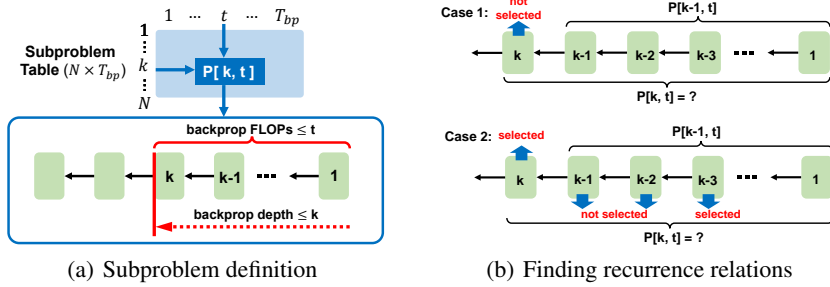 1 ... t ... T_bp
Subproblem
Table (N × T_bp)
1
⋮
k
⋮
N
P[ k, t ]
backprop FLOPs ≤ t
k
k-1
...
1
backprop depth ≤ k
(a) Subproblem definition
Case 1:
not
selected
P[k-1, t]
k
k-1
k-2
k-3
...
1
P[k, t] = ?
Case 2:
selected
P[k-1, t]
k
k-1
k-2
k-3
...
1
not selected
selected
P[k, t] = ?
(b) Finding recurrence relations